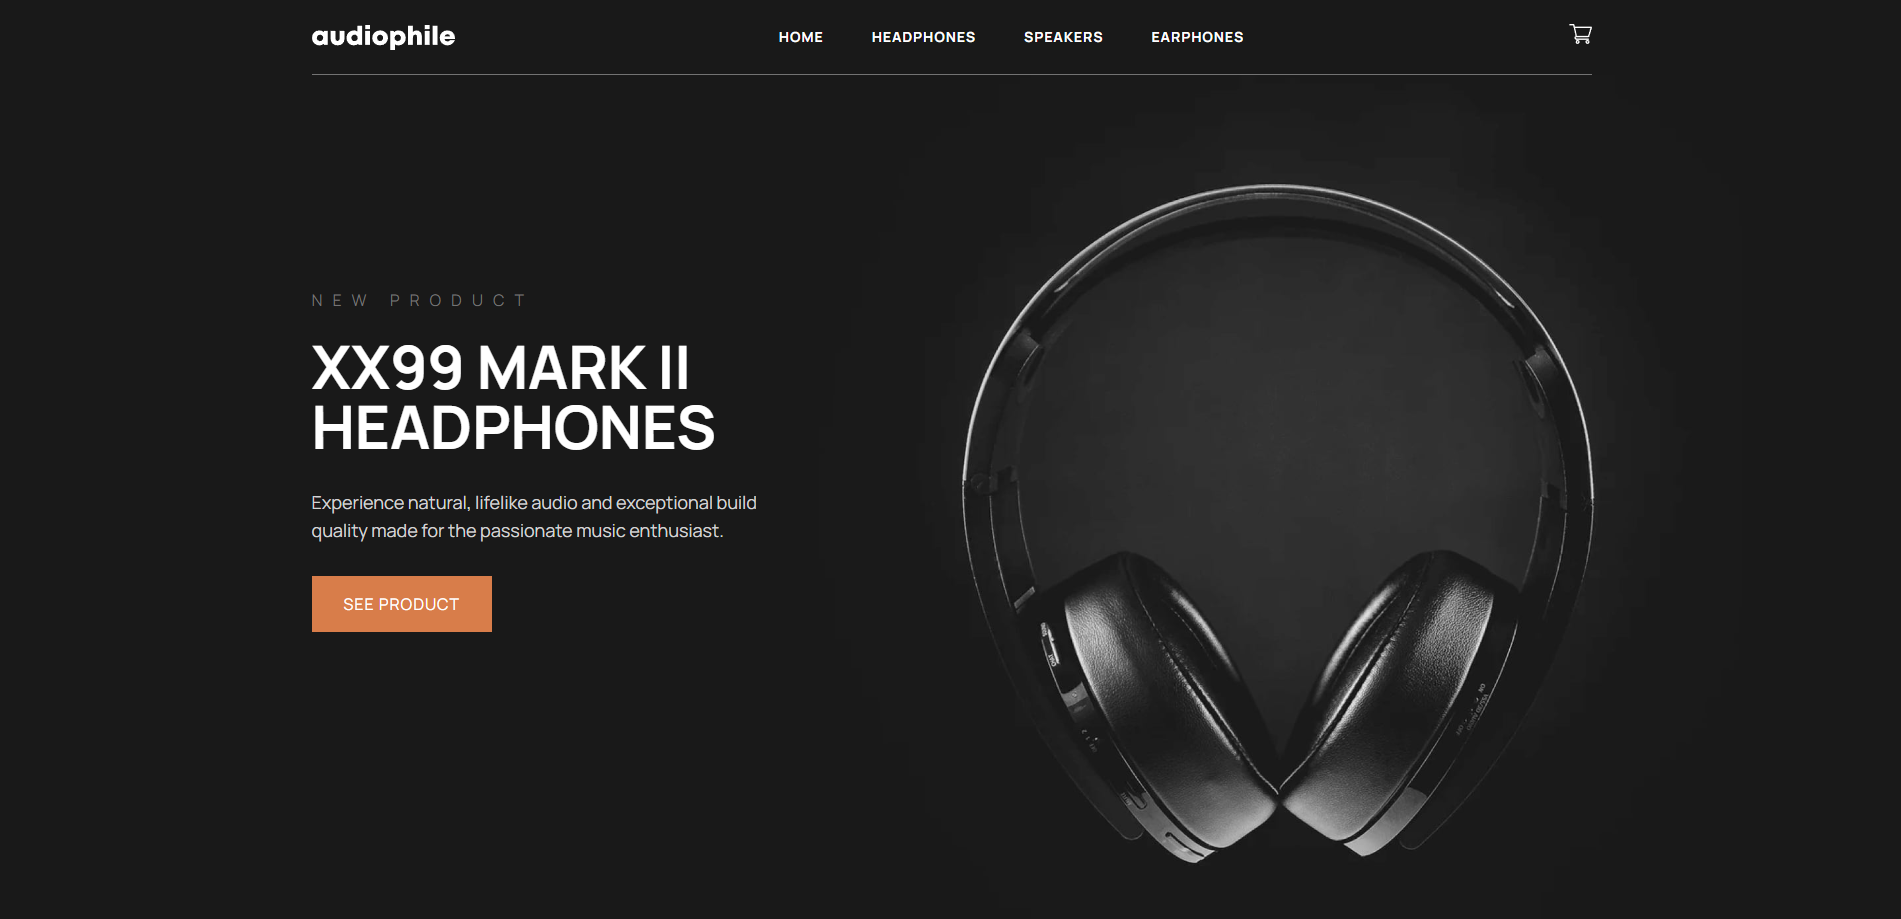 audiophile
HOME HEADPHONES SPEAKERS EARPHONES
NEW PRODUCT
XX99 MARK II
HEADPHONES
Experience natural, lifelike audio and exceptional build
quality made for the passionate music enthusiast.
SEE PRODUCT